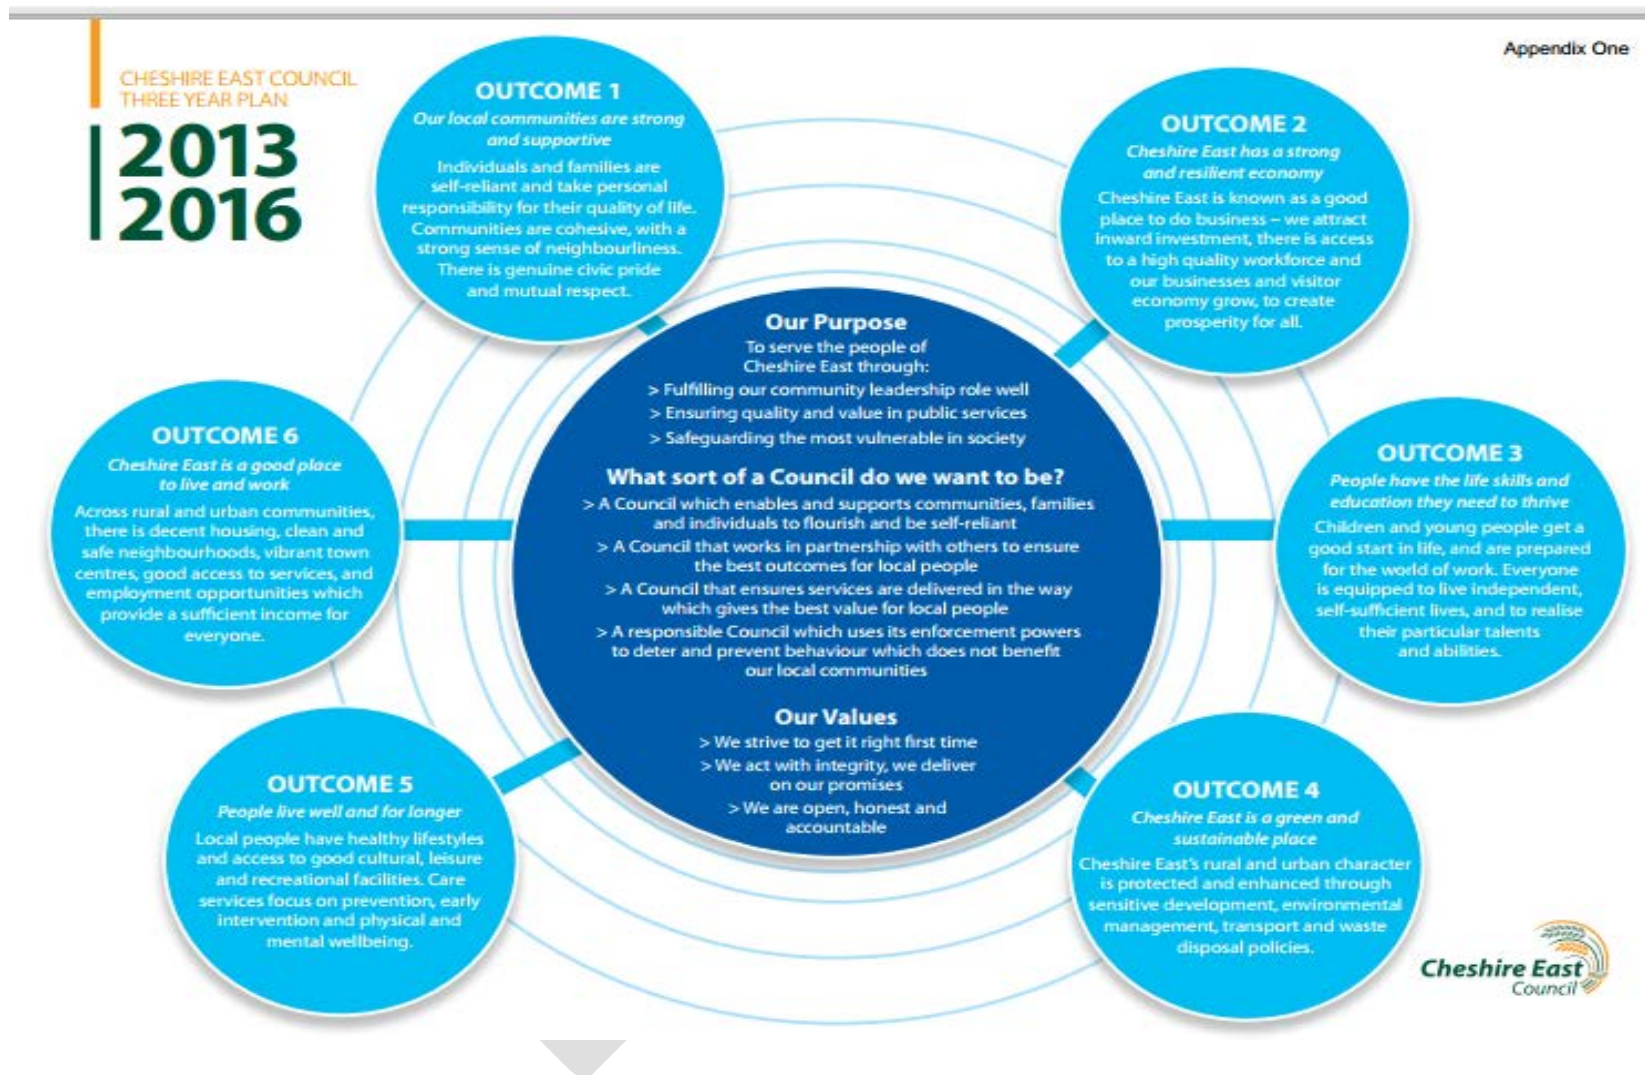 Appendix One
CHESHIRE EAST COUNCIL
THREE YEAR PLAN
2013
2016
OUTCOME 1
Our local communities are strong
and supportive
Individuals and families are
self-reliant and take personal
responsibility for their quality of life.
Communities are cohesive, with a
strong sense of neighbourliness.
There is genuine civic pride
and mutual respect.
OUTCOME 2
Cheshire East has a strong
and resilient economy
Cheshire East is known as a good
place to do business – we attract
inward investment, there is access
to a high quality workforce and
our businesses and visitor
economy grow, to create
prosperity for all.
Our Purpose
To serve the people of
Cheshire East through:
> Fulfilling our community leadership role well
> Ensuring quality and value in public services
> Safeguarding the most vulnerable in society
What sort of a Council do we want to be?
> A Council which enables and supports communities, families
and individuals to flourish and be self-reliant
> A Council that works in partnership with others to ensure
the best outcomes for local people
> A Council that ensures services are delivered in the way
which gives the best value for local people
> A responsible Council which uses its enforcement powers
to deter and prevent behaviour which does not benefit
our local communities
Our Values
> We strive to get it right first time
> We act with integrity, we deliver
on our promises
> We are open, honest and
accountable
OUTCOME 3
People have the life skills and
education they need to thrive
Children and young people get a
good start in life, and are prepared
for the world of work. Everyone
is equipped to live independent,
self-sufficient lives, and to realise
their particular talents
and abilities.
OUTCOME 4
Cheshire East is a green and
sustainable place
Cheshire East's rural and urban character
is protected and enhanced through
sensitive development, environmental
management, transport and waste
disposal policies.
OUTCOME 5
People live well and for longer
Local people have healthy lifestyles
and access to good cultural, leisure
and recreational facilities. Care
services focus on prevention, early
intervention and physical and
mental wellbeing.
OUTCOME 6
Cheshire East is a good place
to live and work
Across rural and urban communities,
there is decent housing, clean and
safe neighbourhoods, vibrant town
centres, good access to services, and
employment opportunities which
provide a sufficient income for
everyone.
Cheshire East
Council